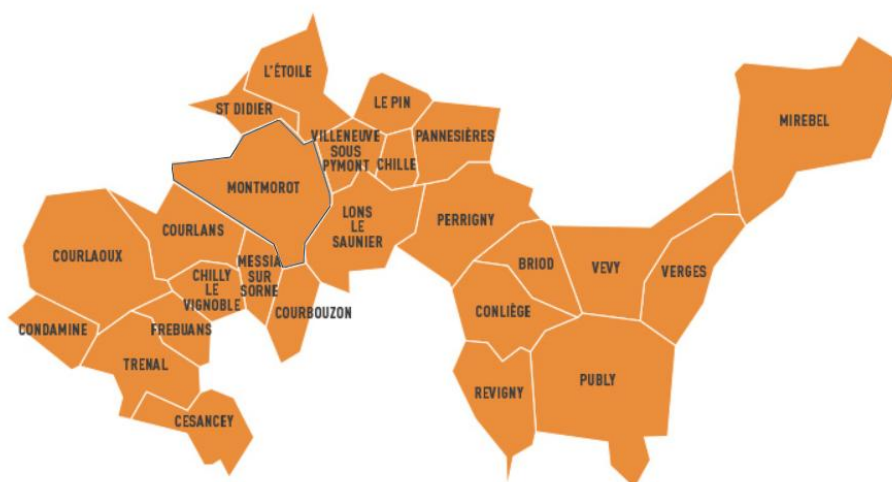 L'ÉTOILE
LE PIN
ST DIDIER
MIREBEL
VILLENEUVE
SOUS
PYMONT
PANNESIÈRES
CHILLE
MONTMOROT
LONS
LE
SAUNIER
PERRIGNY
COURLANS
COURLAOUX
MESSIA
SUR
SORNE
BRIOD
VEVY
VERGES
CHILLY
LE
VIGNOBLE
COURBOUZON
CONLIÈGE
CONDAMINE
FREBUANS
TRENAL
REVIGNY
PUBLY
CESANCEY